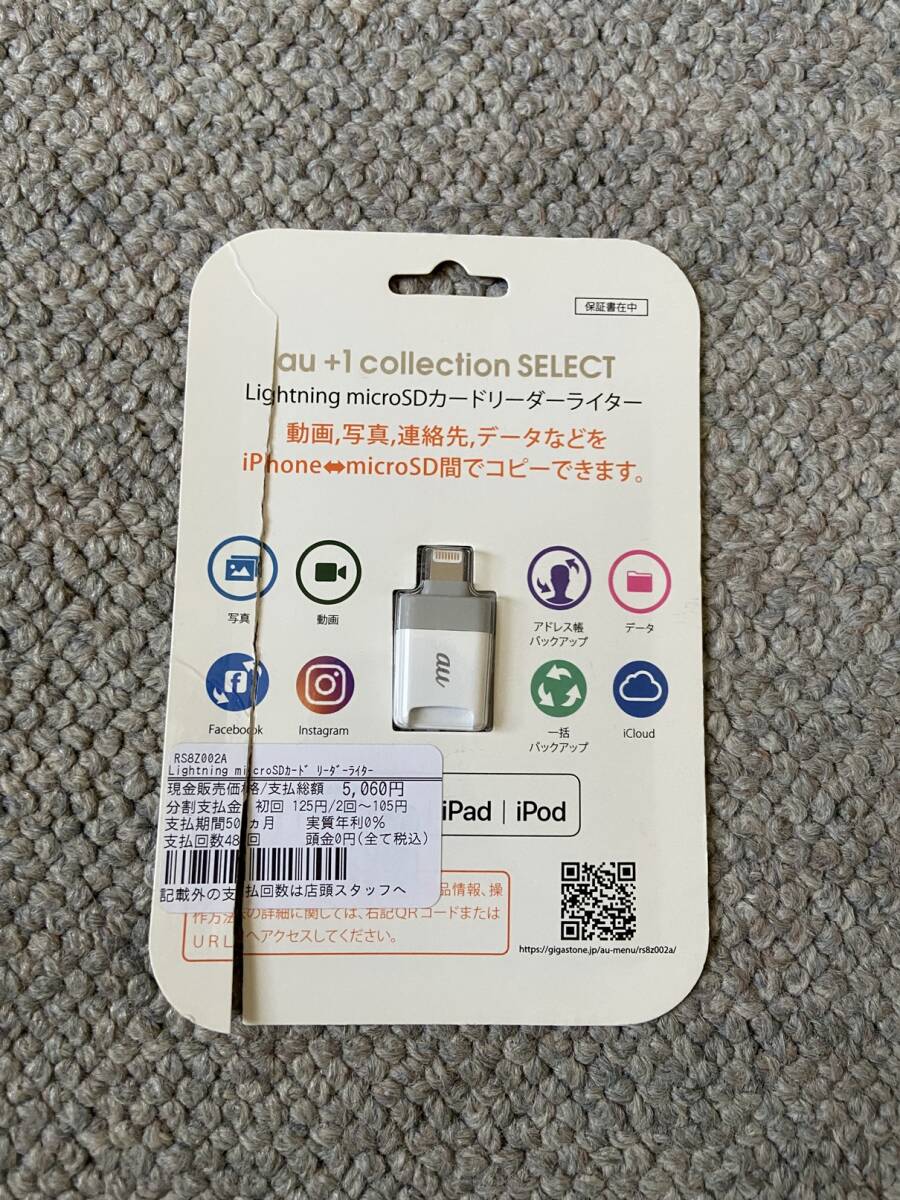 保証書在中
au +1 collection SELECT
Lightning microSDカードリーダーライター
動画,写真,連絡先,データなどを
iPhone⬌microSD間でコピーできます。
写真
動画
アドレス帳
バックアップ
データ
au
Facebook
Instagram
一括
バックアップ
iCloud
RS8Z002A
Lightning microSDカード リーダーライター
現金販売価格/支払総額 5,060円
分割支払金 初回 125円/2回～105円
支払期間50ヵ月 実質年利0%
支払回数48回 頭金0円(全て税込)
記載外の支払回数は店頭スタッフへ
iPad | iPod
品情報、操
作方法の詳細に関しては、右記QRコードまたは
URLへアクセスしてください。
https://gigastone.jp/au-menu/rs8z002a/